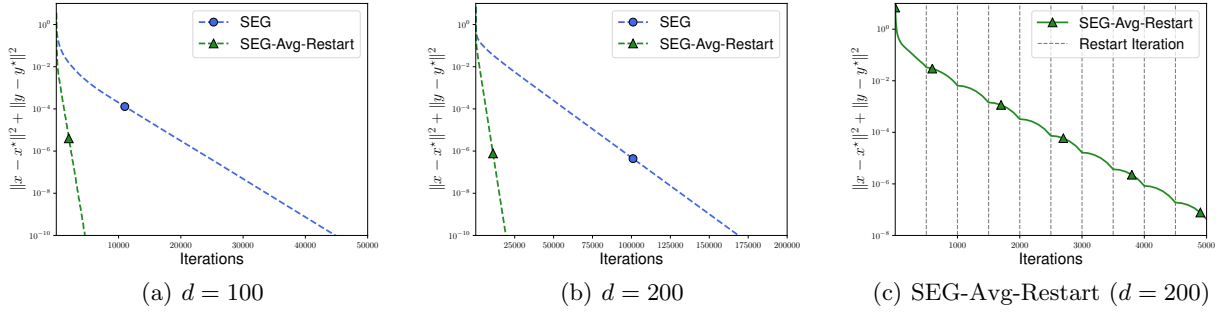 10^0
10^{-2}
10^{-4}
10^{-6}
10^{-8}
10^{-10}
∥x − x⋆∥² + ∥y − y⋆∥²
SEG
SEG-Avg-Restart
10000 20000 30000 40000 50000
Iterations
(a) d = 100
10^0
10^{-2}
10^{-4}
10^{-6}
10^{-8}
10^{-10}
∥x − x⋆∥² + ∥y − y⋆∥²
SEG
SEG-Avg-Restart
25000 50000 75000 100000 125000 150000 175000 200000
Iterations
(b) d = 200
10^0
10^{-2}
10^{-4}
10^{-6}
10^{-8}
∥x − x⋆∥² + ∥y − y⋆∥²
SEG-Avg-Restart
Restart Iteration
1000 2000 3000 4000 5000
Iterations
(c) SEG-Avg-Restart (d = 200)